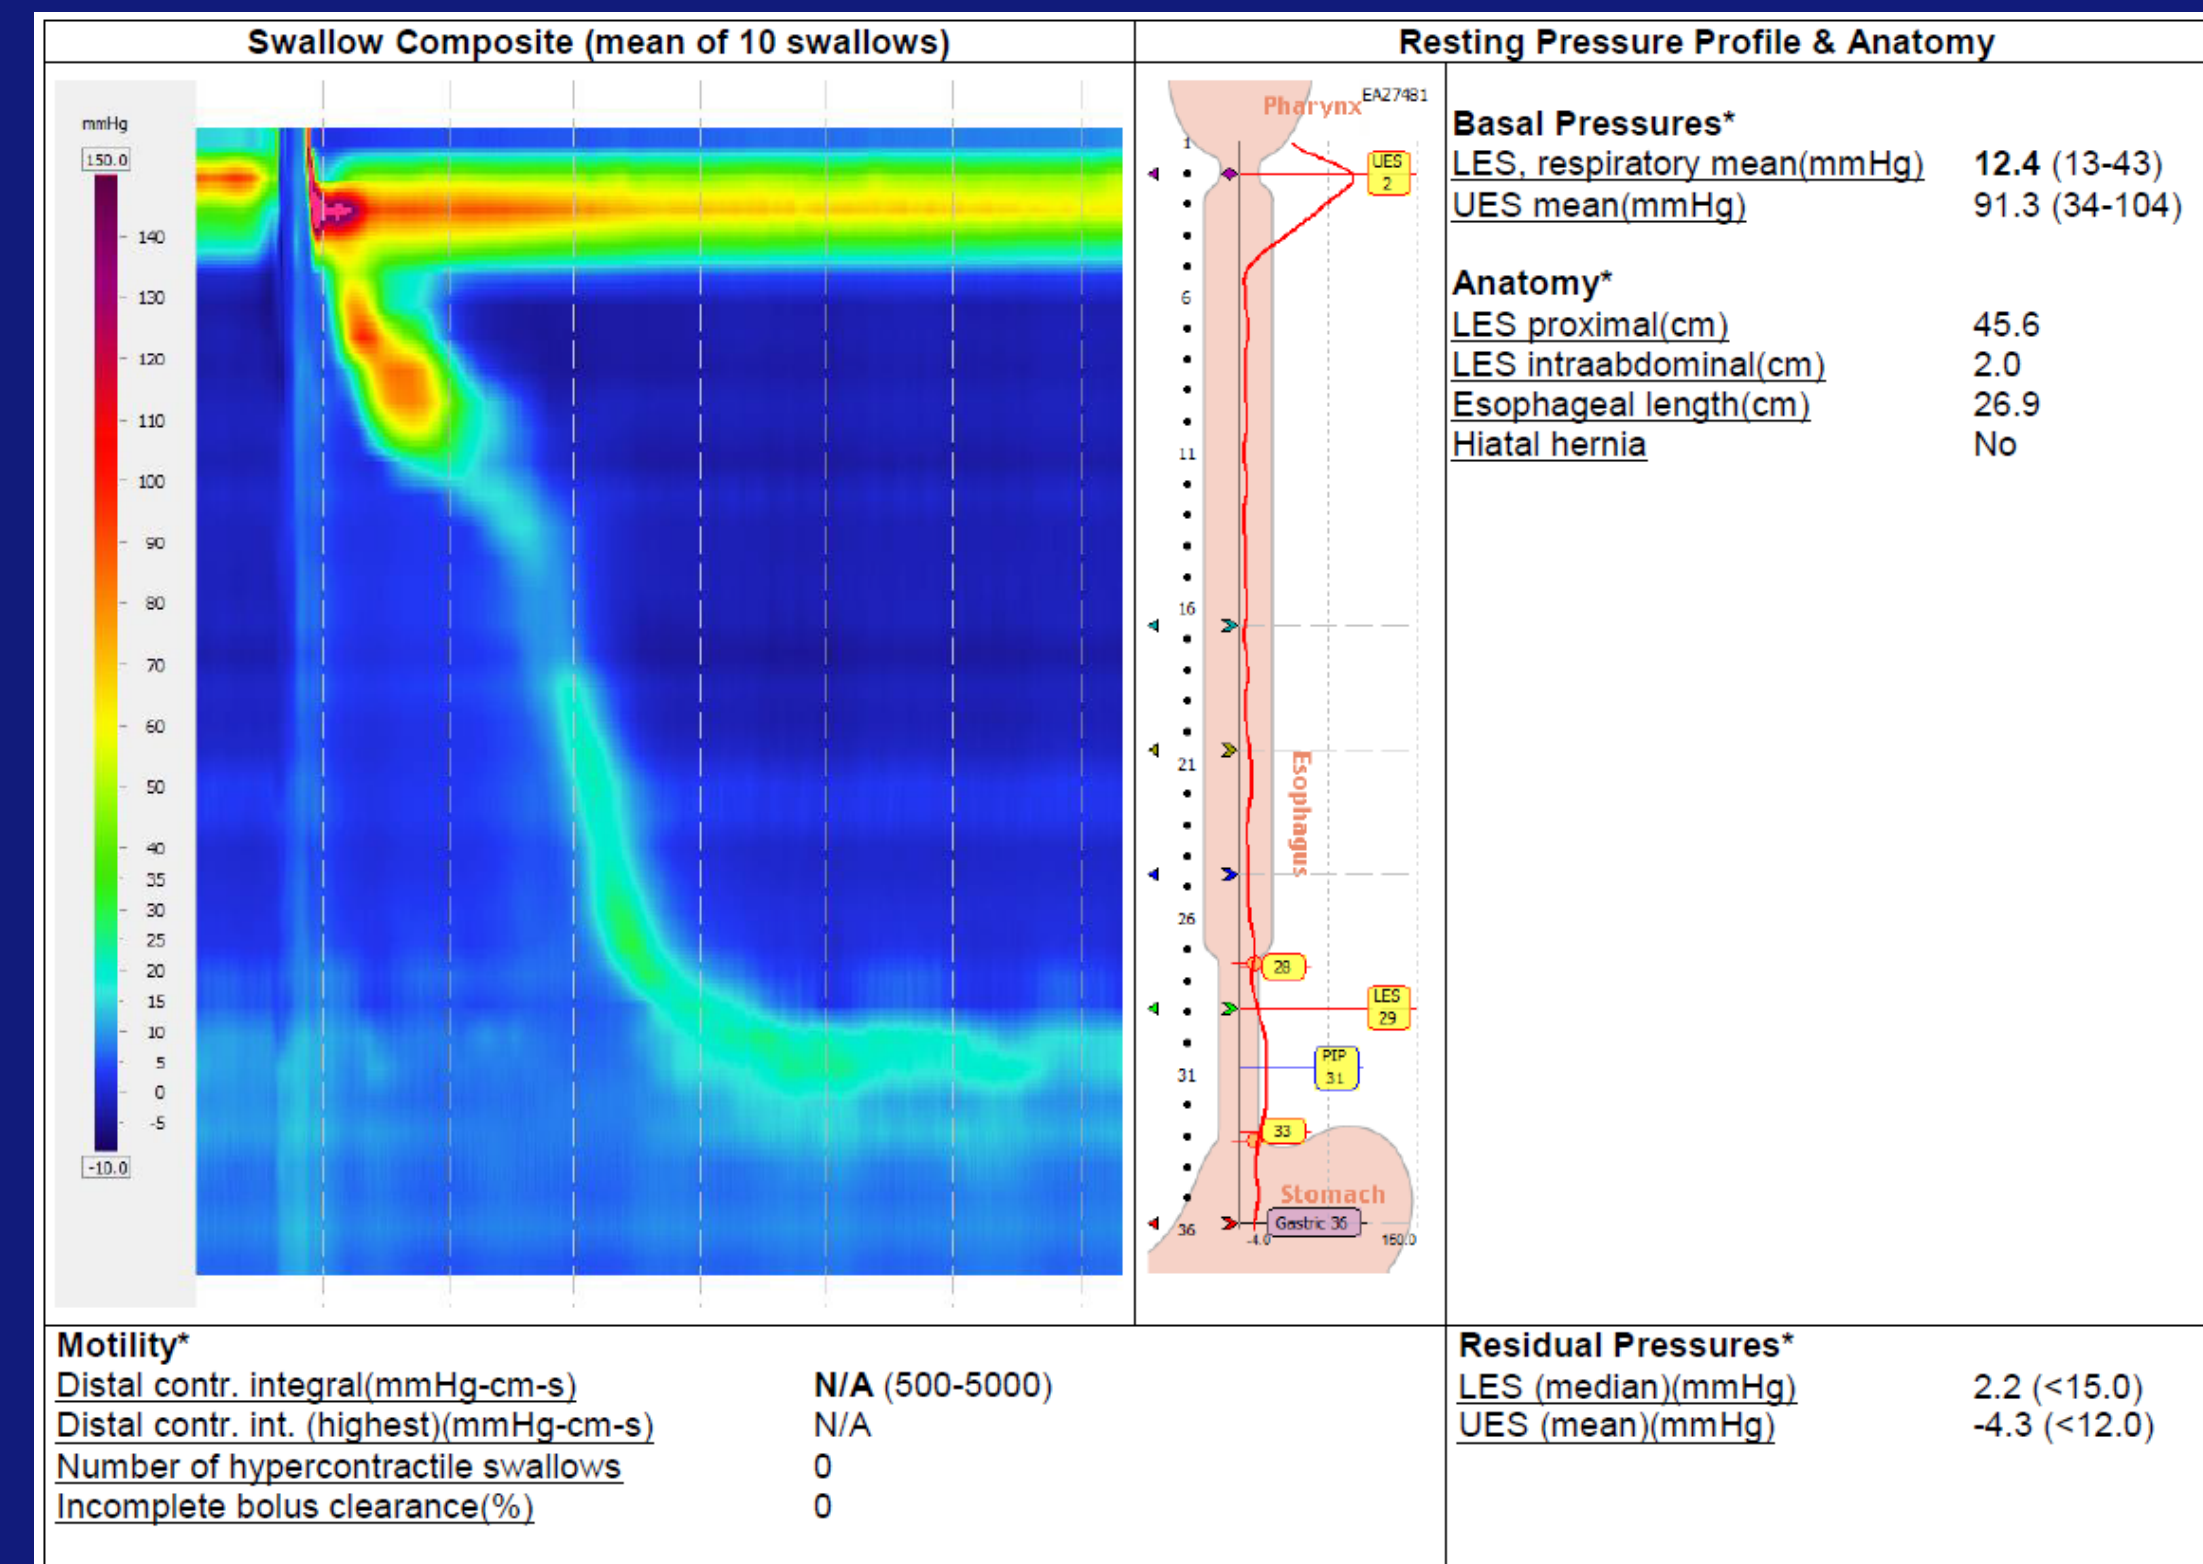 Swallow Composite (mean of 10 swallows)
Resting Pressure Profile & Anatomy
mmHg
150.0
140
130
120
110
100
90
80
70
60
50
40
35
30
25
20
15
10
5
0
-5
-10.0
Pharynx
EA27481
1
UES
2
6
11
16
21
Esophagus
26
28
LES
29
PIP
31
31
33
Stomach
36
Gastric 36
-4.0
150.0
Basal Pressures*
LES, respiratory mean(mmHg) 12.4 (13-43)
UES mean(mmHg) 91.3 (34-104)
Anatomy*
LES proximal(cm) 45.6
LES intraabdominal(cm) 2.0
Esophageal length(cm) 26.9
Hiatal hernia No
Motility*
Distal contr. integral(mmHg-cm-s) N/A (500-5000)
Distal contr. int. (highest)(mmHg-cm-s) N/A
Number of hypercontractile swallows 0
Incomplete bolus clearance(%) 0
Residual Pressures*
LES (median)(mmHg) 2.2 (<15.0)
UES (mean)(mmHg) -4.3 (<12.0)